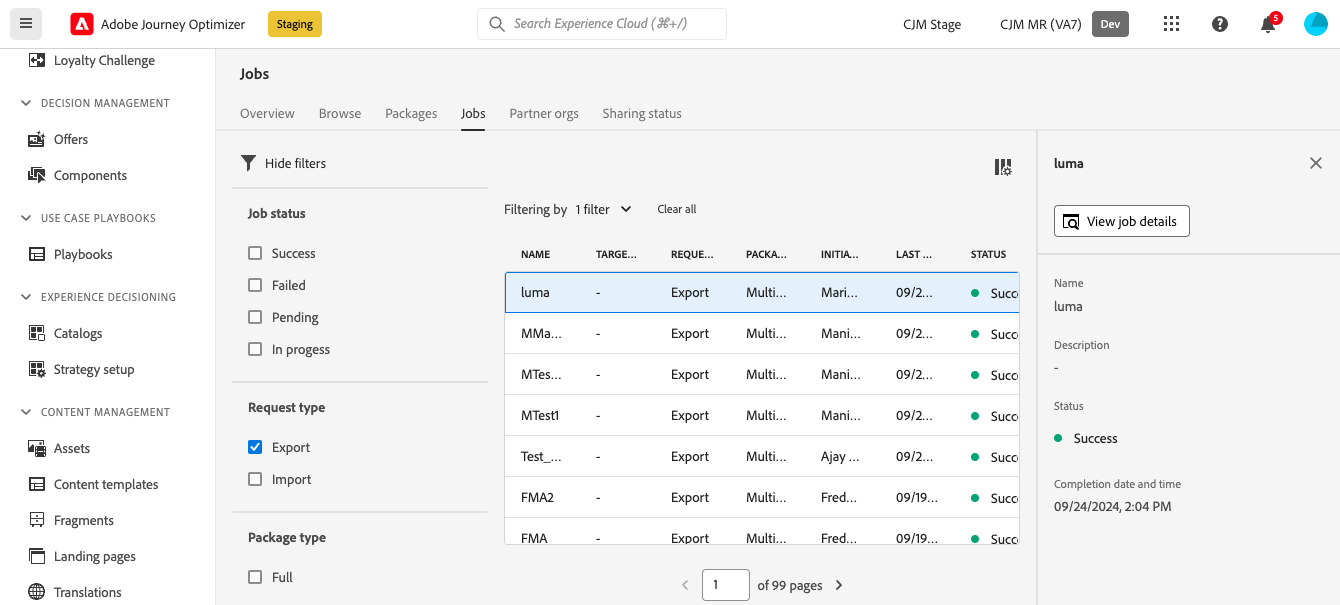 Adobe Journey Optimizer
Staging
Search Experience Cloud (⌘+/)
CJM Stage
CJM MR (VA7)
Dev
5
Loyalty Challenge
DECISION MANAGEMENT
Offers
Components
USE CASE PLAYBOOKS
Playbooks
EXPERIENCE DECISIONING
Catalogs
Strategy setup
CONTENT MANAGEMENT
Assets
Content templates
Fragments
Landing pages
Translations
Jobs
Overview Browse Packages Jobs Partner orgs Sharing status
Hide filters
Job status
Success
Failed
Pending
In progess
Request type
Export
Import
Package type
Full
Filtering by 1 filter Clear all
NAME TARGE... REQUE... PACKA... INITIA... LAST ... STATUS
luma - Export Multi... Mari... 09/2... Succ
MMa... - Export Multi... Mani... 09/2... Succ
MTes... - Export Multi... Mani... 09/2... Succ
MTest1 - Export Multi... Mani... 09/2... Succ
Test_... - Export Multi... Ajay ... 09/2... Succ
FMA2 - Export Multi... Fred... 09/19... Succ
FMA - Export Multi... Fred... 09/19... Succ
1 of 99 pages
luma
View job details
Name
luma
Description
-
Status
Success
Completion date and time
09/24/2024, 2:04 PM